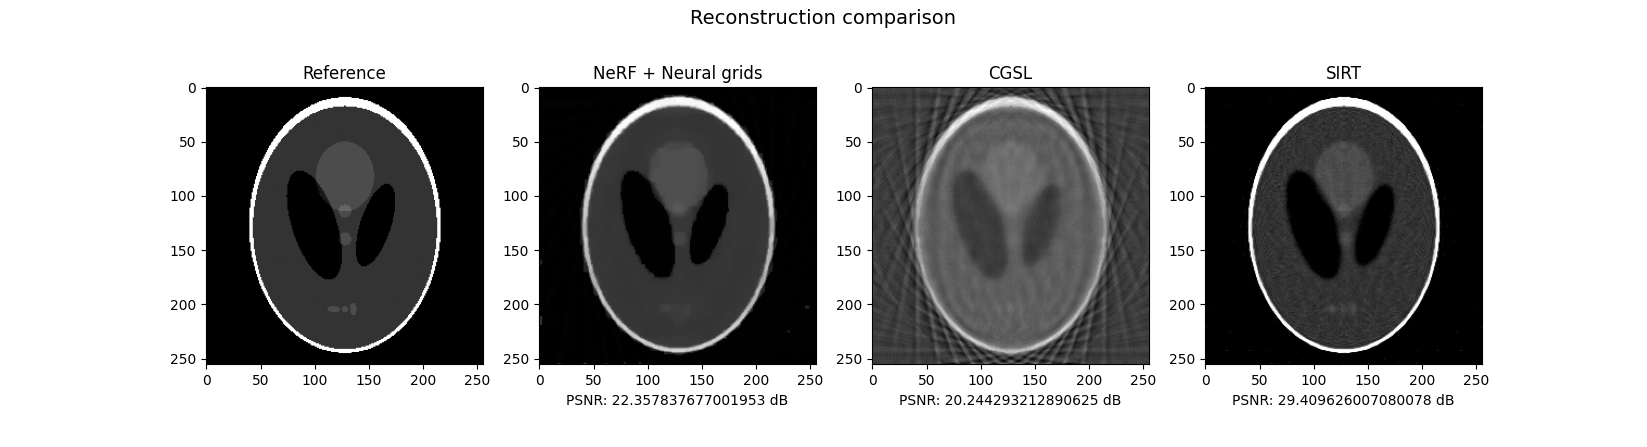 Reconstruction comparison
Reference
NeRF + Neural grids
CGSL
SIRT
0
50
100
150
200
250
0 50 100 150 200 250
0
50
100
150
200
250
0 50 100 150 200 250
PSNR: 22.357837677001953 dB
0
50
100
150
200
250
0 50 100 150 200 250
PSNR: 20.244293212890625 dB
0
50
100
150
200
250
0 50 100 150 200 250
PSNR: 29.409626007080078 dB